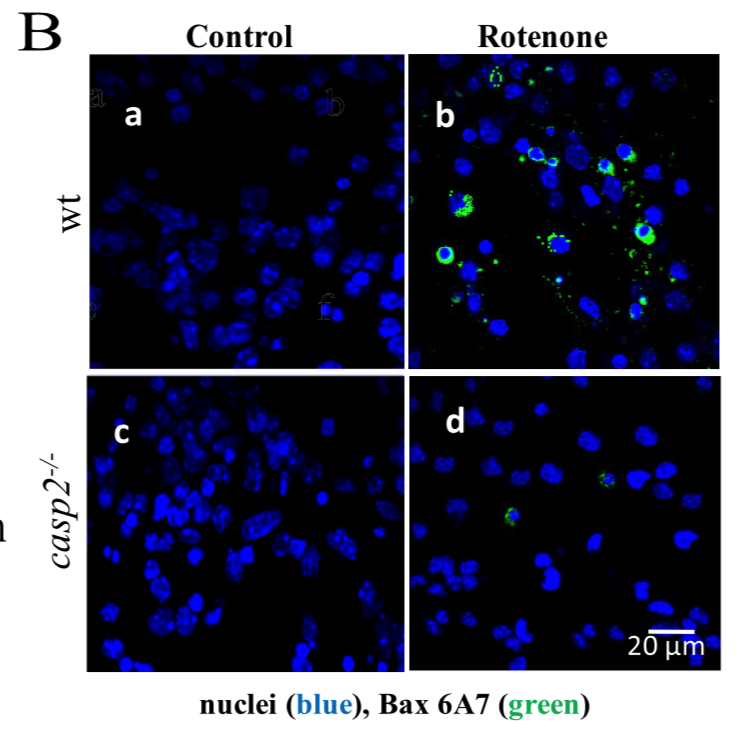 B
Control Rotenone
wt
a
b
a
b
f
casp2-/-
c
d
20 μm
nuclei (blue), Bax 6A7 (green)